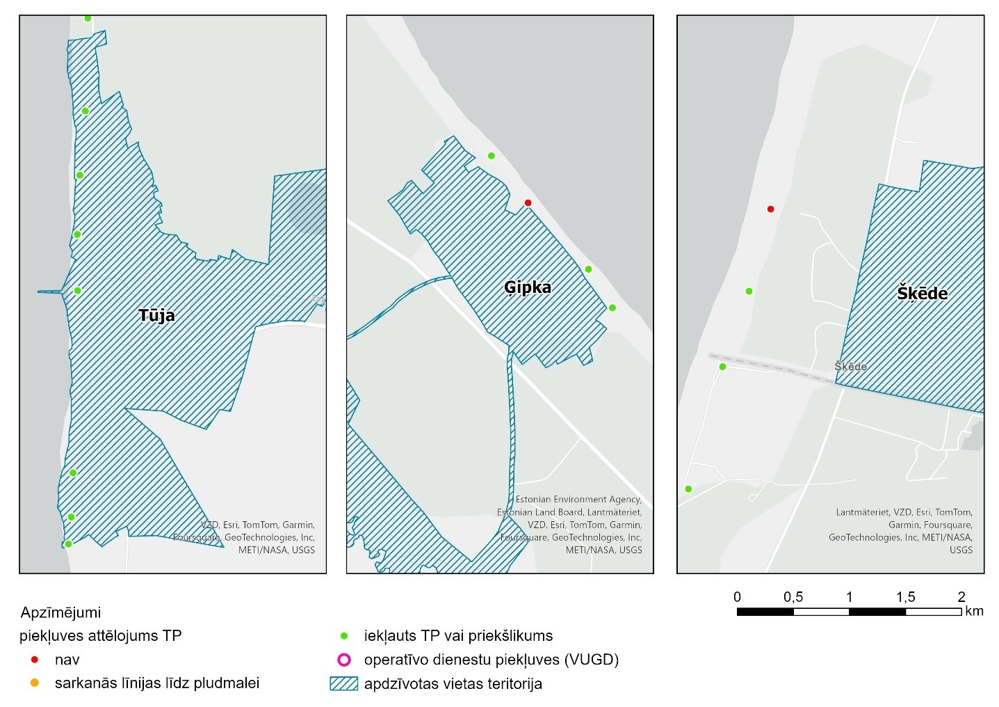 Tūja
VZD, Esri, TomTom, Garmin,
Foursquare, GeoTechnologies, Inc,
METI/NASA, USGS
Ģipka
Estonian Environment Agency,
Estonian Land Board, Lantmäteriet,
VZD, Esri, TomTom, Garmin,
Foursquare, GeoTechnologies, Inc,
METI/NASA, USGS
Šķēde
Šķēde
Lantmäteriet, VZD, Esri, TomTom,
Garmin, Foursquare,
GeoTechnologies, Inc, METI/NASA,
USGS
0 0,5 1 1,5 2
km
Apzīmējumi
piekļuves attēlojums TP
nav
sarkanās līnijas līdz pludmalei
iekļauts TP vai priekšlikums
operatīvo dienestu piekļuves (VUGD)
apdzīvotas vietas teritorija